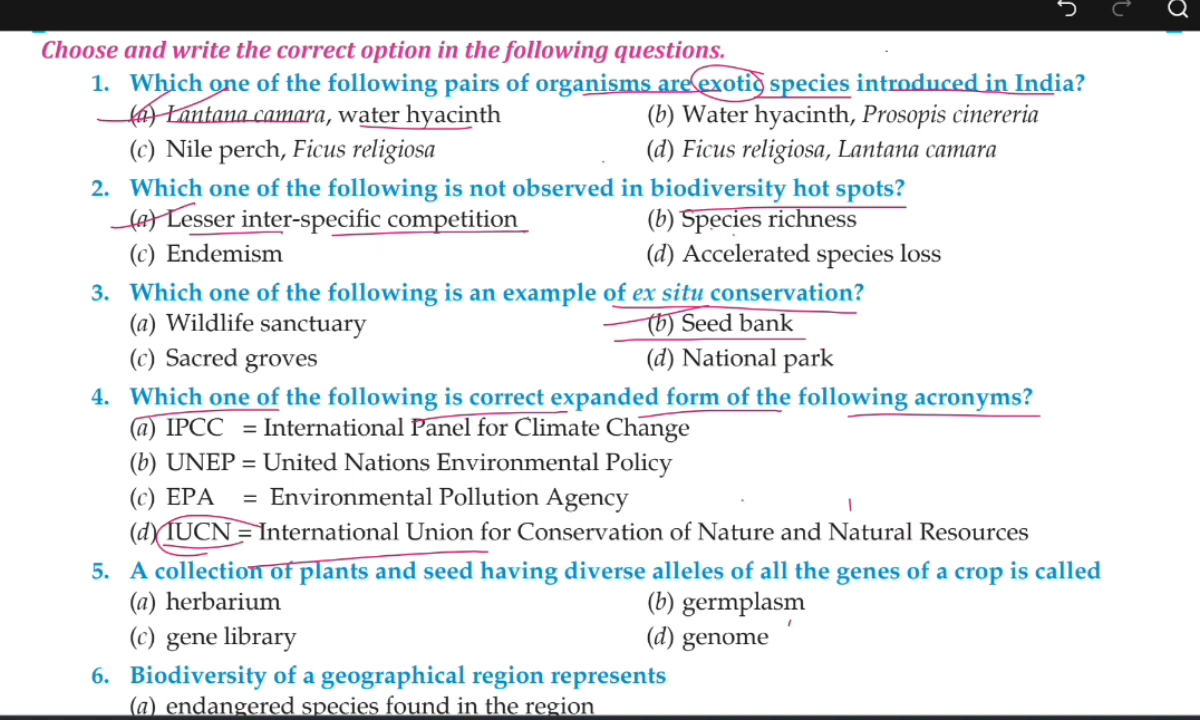 Choose and write the correct option in the following questions.
1. Which one of the following pairs of organisms are exotic species introduced in India?
(a) Lantana camara, water hyacinth (b) Water hyacinth, Prosopis cinereria
(c) Nile perch, Ficus religiosa (d) Ficus religiosa, Lantana camara
2. Which one of the following is not observed in biodiversity hot spots?
(a) Lesser inter-specific competition (b) Species richness
(c) Endemism (d) Accelerated species loss
3. Which one of the following is an example of ex situ conservation?
(a) Wildlife sanctuary (b) Seed bank
(c) Sacred groves (d) National park
4. Which one of the following is correct expanded form of the following acronyms?
(a) IPCC = International Panel for Climate Change
(b) UNEP = United Nations Environmental Policy
(c) EPA = Environmental Pollution Agency
(d) IUCN = International Union for Conservation of Nature and Natural Resources
5. A collection of plants and seed having diverse alleles of all the genes of a crop is called
(a) herbarium (b) germplasm
(c) gene library (d) genome
6. Biodiversity of a geographical region represents
(a) endangered species found in the region